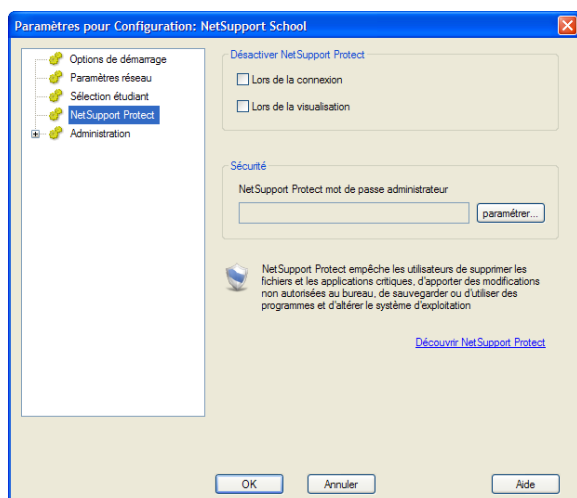 Paramètres pour Configuration: NetSupport School
Options de démarrage
Paramètres réseau
Sélection étudiant
NetSupport Protect
Administration
Désactiver NetSupport Protect
Lors de la connexion
Lors de la visualisation
Sécurité
NetSupport Protect mot de passe administrateur
paramétrer...
NetSupport Protect empêche les utilisateurs de supprimer les
fichiers et les applications critiques, d'apporter des modifications
non autorisées au bureau, de sauvegarder ou d'utiliser des
programmes et d'altérer le système d'exploitation
Découvrir NetSupport Protect
OK
Annuler
Aide